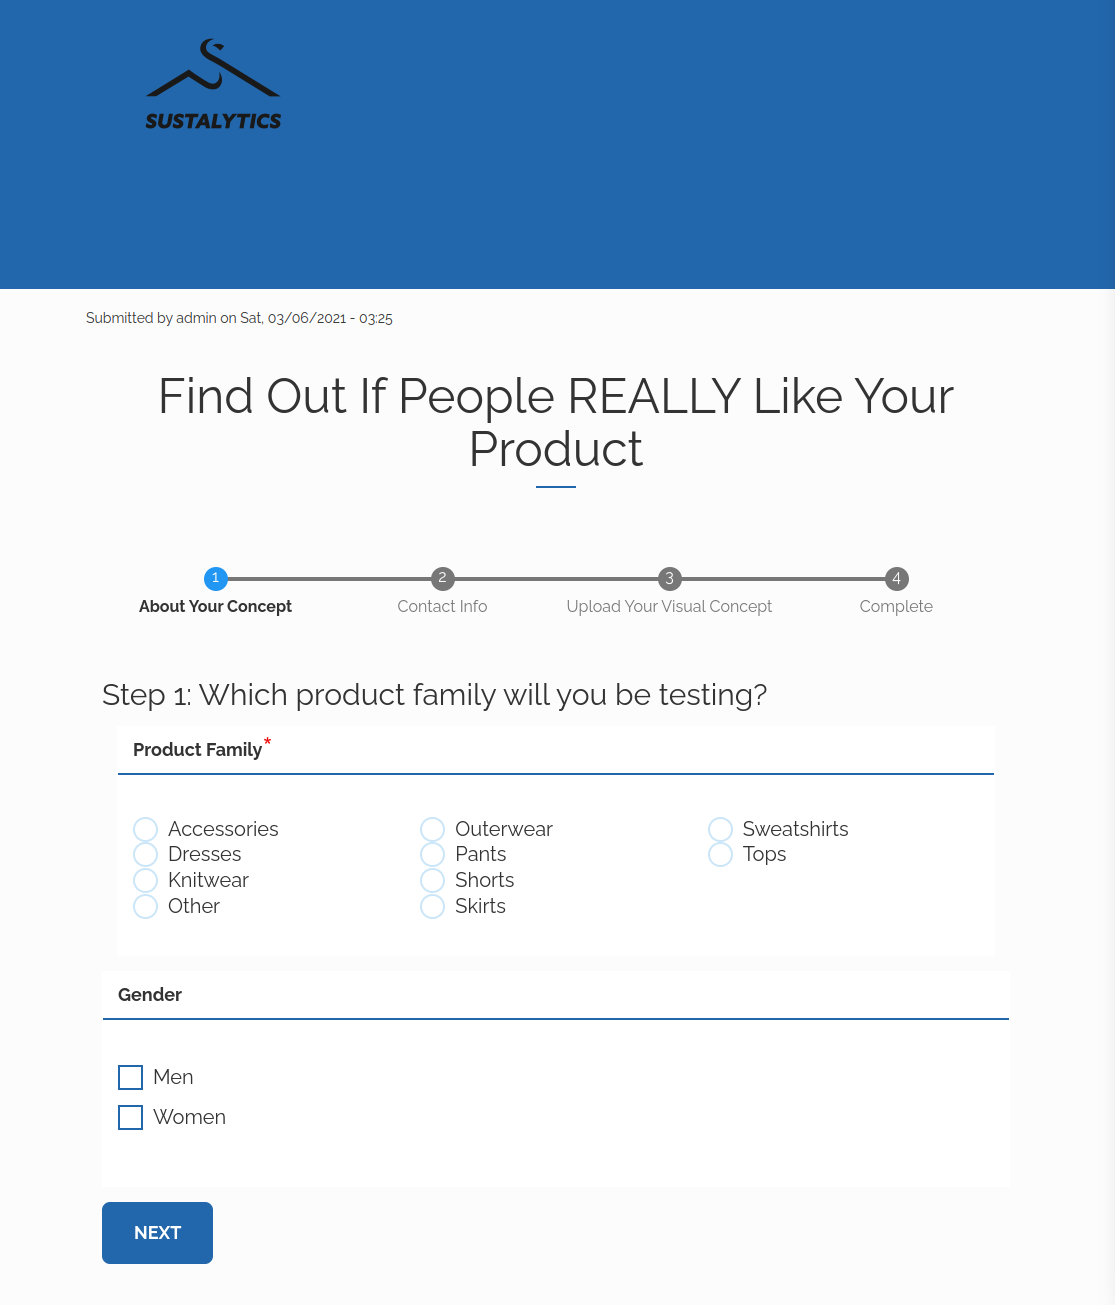 SUSTALYTICS
Submitted by admin on Sat, 03/06/2021 - 03:25
Find Out If People REALLY Like Your
Product
1 2 3 4
About Your Concept Contact Info Upload Your Visual Concept Complete
Step 1: Which product family will you be testing?
Product Family*
Accessories Outerwear Sweatshirts
Dresses Pants Tops
Knitwear Shorts
Other Skirts
Gender
Men
Women
NEXT